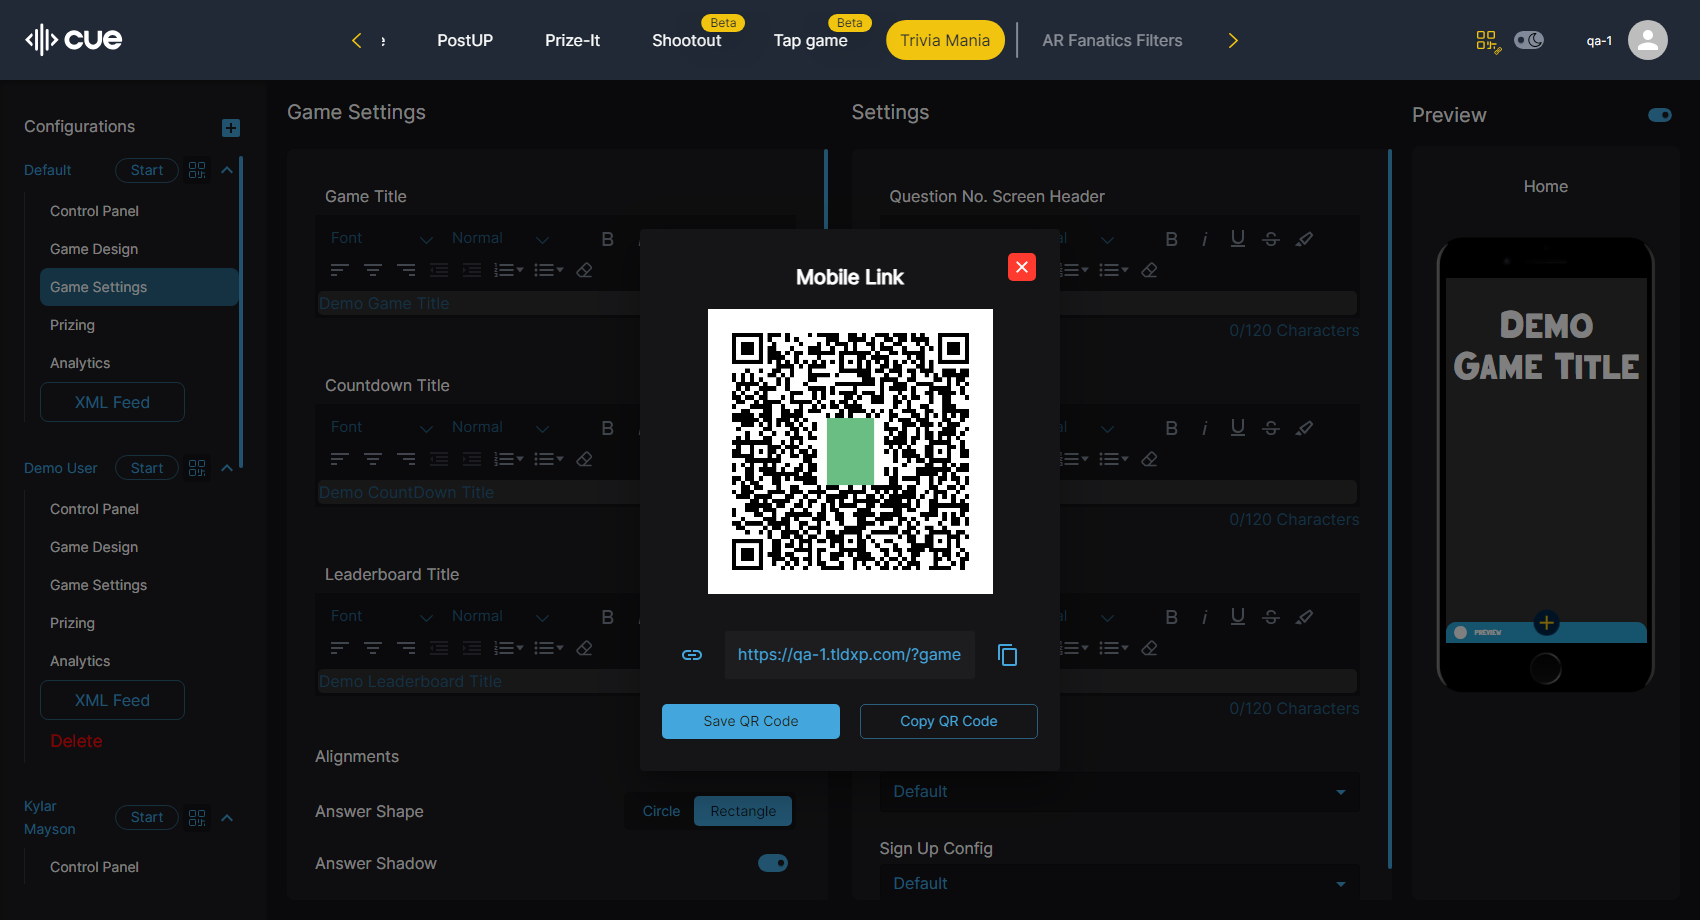 cue
PostUP
Prize-It
Shootout
Beta
Tap game
Beta
Trivia Mania
AR Fanatics Filters
qa-1
Configurations
Default
Start
Control Panel
Game Design
Game Settings
Prizing
Analytics
XML Feed
Demo User
Start
Control Panel
Game Design
Game Settings
Prizing
Analytics
XML Feed
Delete
Kylar
Mayson
Start
Control Panel
Game Settings
Game Title
Font
Normal
B
Demo Game Title
Countdown Title
Font
Normal
B
Demo CountDown Title
Leaderboard Title
Font
Normal
B
Demo Leaderboard Title
Alignments
Answer Shape
Circle
Rectangle
Answer Shadow
Mobile Link
https://qa-1.tldxp.com/?game
Save QR Code
Copy QR Code
Settings
Question No. Screen Header
B i U S
0/120 Characters
B i U S
0/120 Characters
B i U S
0/120 Characters
Default
Sign Up Config
Default
Preview
Home
Demo
Game Title
PREVIEW